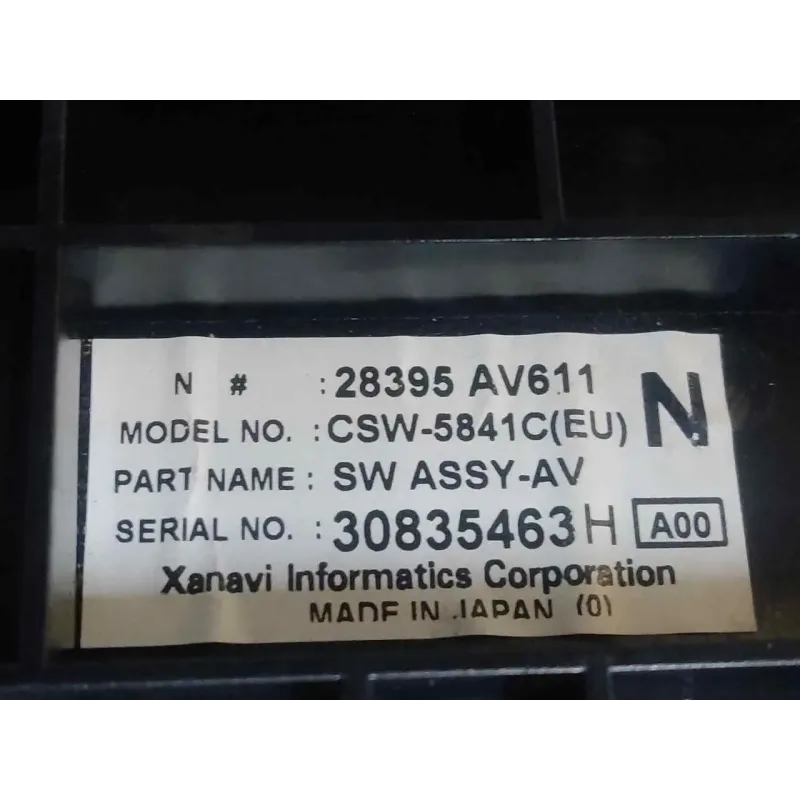 N # : 28395 AV611
N
MODEL NO. : CSW-5841C(EU)
PART NAME : SW ASSY-AV
SERIAL NO. : 30835463H A00
Xanavi Informatics Corporation
MADE IN JAPAN (0)